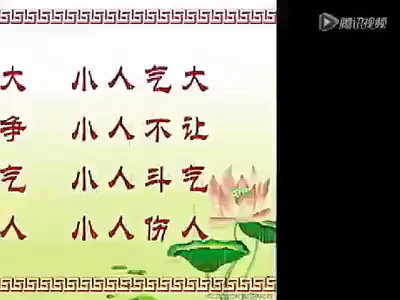 腾讯视频
大 小人气大
争 小人不让
气 小人斗气
人 小人伤人